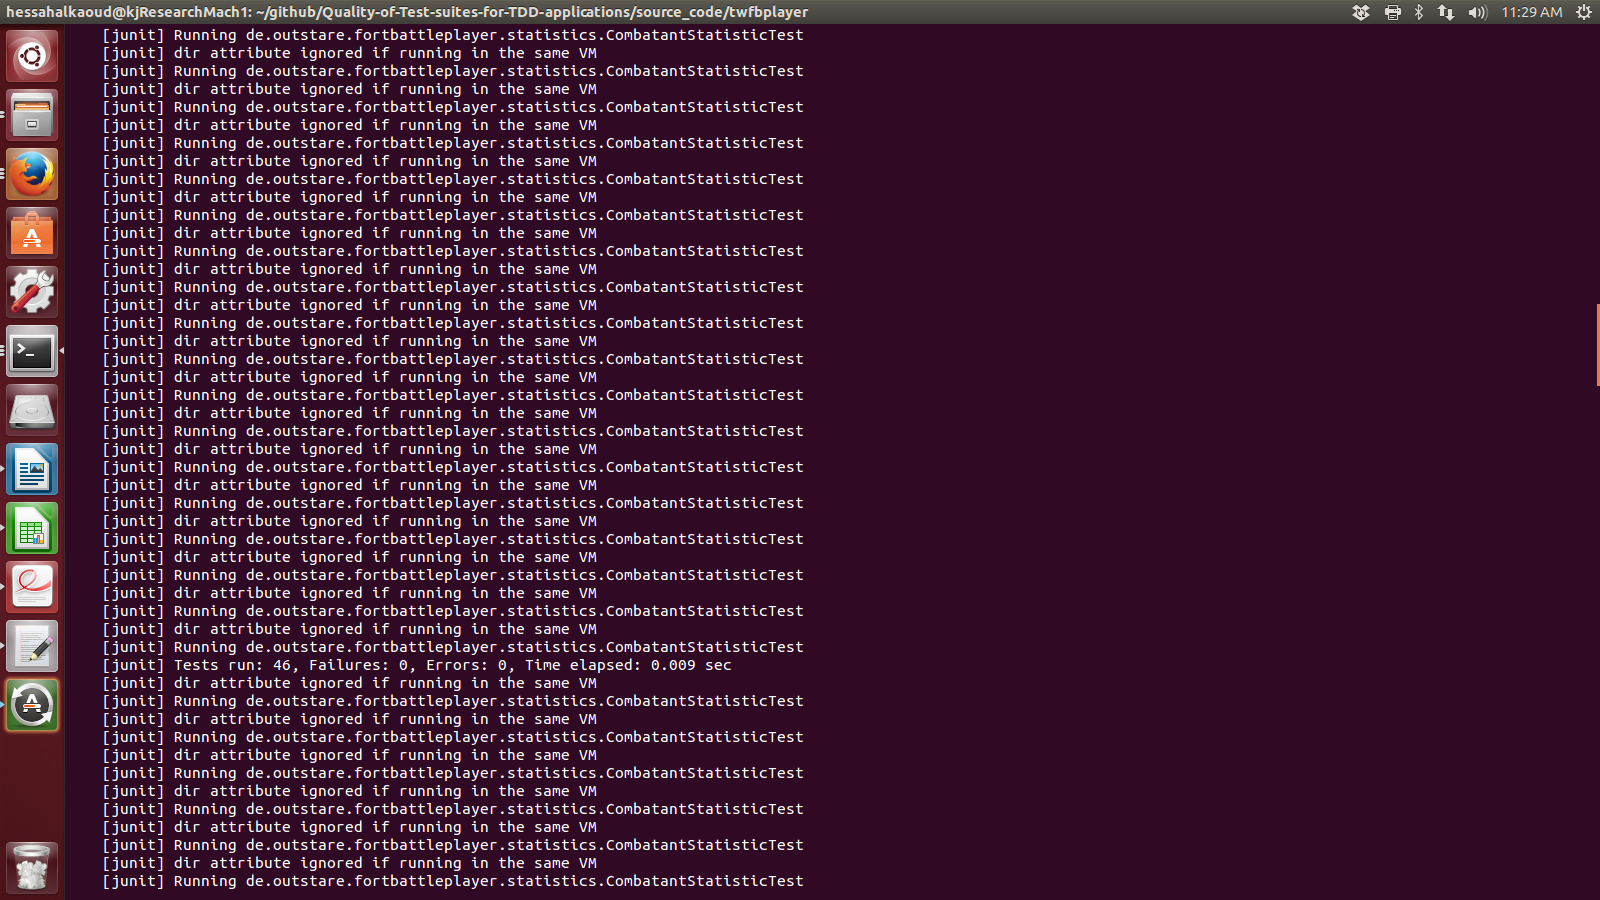 hessahalkaoud@kjResearchMach1: ~/github/Quality-of-Test-suites-for-TDD-applications/source_code/twfbplayer
11:29 AM
[junit] Running de.outstare.fortbattleplayer.statistics.CombatantStatisticTest
[junit] dir attribute ignored if running in the same VM
[junit] Running de.outstare.fortbattleplayer.statistics.CombatantStatisticTest
[junit] dir attribute ignored if running in the same VM
[junit] Running de.outstare.fortbattleplayer.statistics.CombatantStatisticTest
[junit] dir attribute ignored if running in the same VM
[junit] Running de.outstare.fortbattleplayer.statistics.CombatantStatisticTest
[junit] dir attribute ignored if running in the same VM
[junit] Running de.outstare.fortbattleplayer.statistics.CombatantStatisticTest
[junit] dir attribute ignored if running in the same VM
[junit] Running de.outstare.fortbattleplayer.statistics.CombatantStatisticTest
[junit] dir attribute ignored if running in the same VM
[junit] Running de.outstare.fortbattleplayer.statistics.CombatantStatisticTest
[junit] dir attribute ignored if running in the same VM
[junit] Running de.outstare.fortbattleplayer.statistics.CombatantStatisticTest
[junit] dir attribute ignored if running in the same VM
[junit] Running de.outstare.fortbattleplayer.statistics.CombatantStatisticTest
[junit] dir attribute ignored if running in the same VM
[junit] Running de.outstare.fortbattleplayer.statistics.CombatantStatisticTest
[junit] dir attribute ignored if running in the same VM
[junit] Running de.outstare.fortbattleplayer.statistics.CombatantStatisticTest
[junit] dir attribute ignored if running in the same VM
[junit] Running de.outstare.fortbattleplayer.statistics.CombatantStatisticTest
[junit] dir attribute ignored if running in the same VM
[junit] Running de.outstare.fortbattleplayer.statistics.CombatantStatisticTest
[junit] dir attribute ignored if running in the same VM
[junit] Running de.outstare.fortbattleplayer.statistics.CombatantStatisticTest
[junit] dir attribute ignored if running in the same VM
[junit] Running de.outstare.fortbattleplayer.statistics.CombatantStatisticTest
[junit] dir attribute ignored if running in the same VM
[junit] Running de.outstare.fortbattleplayer.statistics.CombatantStatisticTest
[junit] dir attribute ignored if running in the same VM
[junit] Running de.outstare.fortbattleplayer.statistics.CombatantStatisticTest
[junit] dir attribute ignored if running in the same VM
[junit] Running de.outstare.fortbattleplayer.statistics.CombatantStatisticTest
[junit] Tests run: 46, Failures: 0, Errors: 0, Time elapsed: 0.009 sec
[junit] dir attribute ignored if running in the same VM
[junit] Running de.outstare.fortbattleplayer.statistics.CombatantStatisticTest
[junit] dir attribute ignored if running in the same VM
[junit] Running de.outstare.fortbattleplayer.statistics.CombatantStatisticTest
[junit] dir attribute ignored if running in the same VM
[junit] Running de.outstare.fortbattleplayer.statistics.CombatantStatisticTest
[junit] dir attribute ignored if running in the same VM
[junit] Running de.outstare.fortbattleplayer.statistics.CombatantStatisticTest
[junit] dir attribute ignored if running in the same VM
[junit] Running de.outstare.fortbattleplayer.statistics.CombatantStatisticTest
[junit] dir attribute ignored if running in the same VM
[junit] Running de.outstare.fortbattleplayer.statistics.CombatantStatisticTest